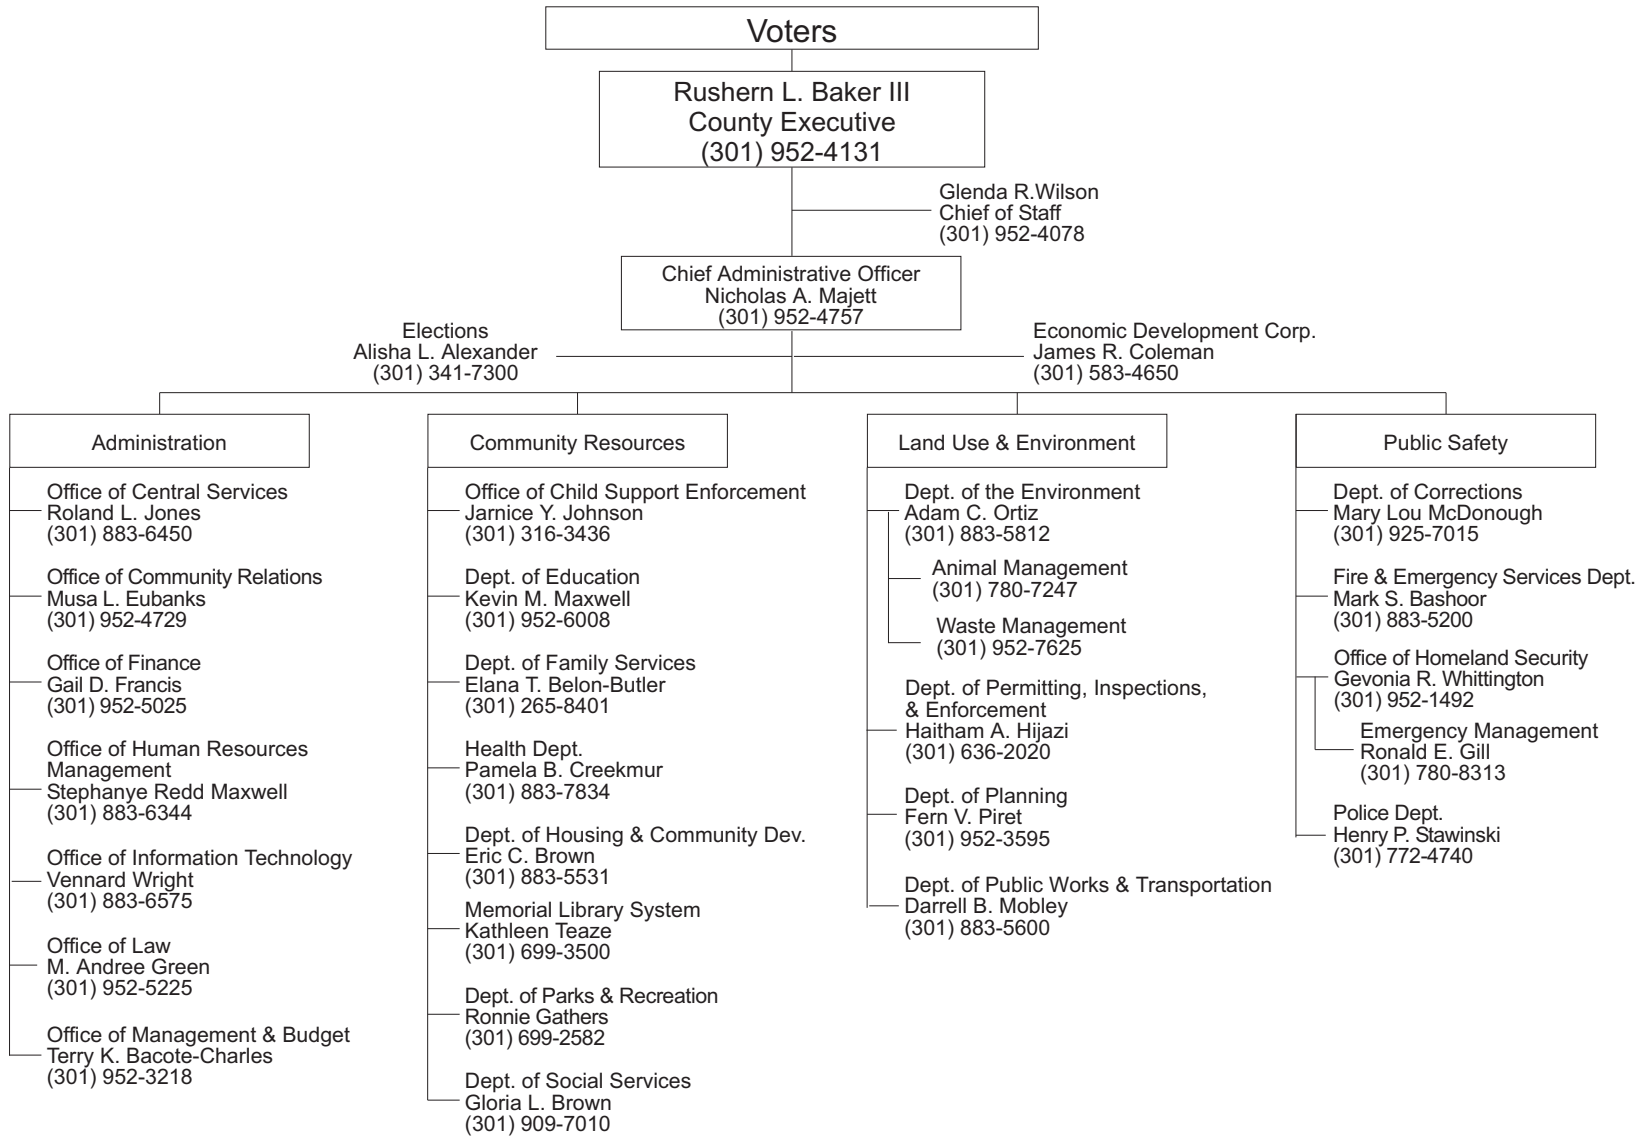 Voters
Rushern L. Baker III
County Executive
(301) 952-4131
Glenda R.Wilson
Chief of Staff
(301) 952-4078
Chief Administrative Officer
Nicholas A. Majett
(301) 952-4757
Elections
Alisha L. Alexander
(301) 341-7300
Economic Development Corp.
James R. Coleman
(301) 583-4650
Administration
Office of Central Services
Roland L. Jones
(301) 883-6450
Office of Community Relations
Musa L. Eubanks
(301) 952-4729
Office of Finance
Gail D. Francis
(301) 952-5025
Office of Human Resources
Management
Stephanye Redd Maxwell
(301) 883-6344
Office of Information Technology
Vennard Wright
(301) 883-6575
Office of Law
M. Andree Green
(301) 952-5225
Office of Management & Budget
Terry K. Bacote-Charles
(301) 952-3218
Community Resources
Office of Child Support Enforcement
Jarnice Y. Johnson
(301) 316-3436
Dept. of Education
Kevin M. Maxwell
(301) 952-6008
Dept. of Family Services
Elana T. Belon-Butler
(301) 265-8401
Health Dept.
Pamela B. Creekmur
(301) 883-7834
Dept. of Housing & Community Dev.
Eric C. Brown
(301) 883-5531
Memorial Library System
Kathleen Teaze
(301) 699-3500
Dept. of Parks & Recreation
Ronnie Gathers
(301) 699-2582
Dept. of Social Services
Gloria L. Brown
(301) 909-7010
Land Use & Environment
Dept. of the Environment
Adam C. Ortiz
(301) 883-5812
Animal Management
(301) 780-7247
Waste Management
(301) 952-7625
Dept. of Permitting, Inspections,
& Enforcement
Haitham A. Hijazi
(301) 636-2020
Dept. of Planning
Fern V. Piret
(301) 952-3595
Dept. of Public Works & Transportation
Darrell B. Mobley
(301) 883-5600
Public Safety
Dept. of Corrections
Mary Lou McDonough
(301) 925-7015
Fire & Emergency Services Dept.
Mark S. Bashoor
(301) 883-5200
Office of Homeland Security
Gevonia R. Whittington
(301) 952-1492
Emergency Management
Ronald E. Gill
(301) 780-8313
Police Dept.
Henry P. Stawinski
(301) 772-4740